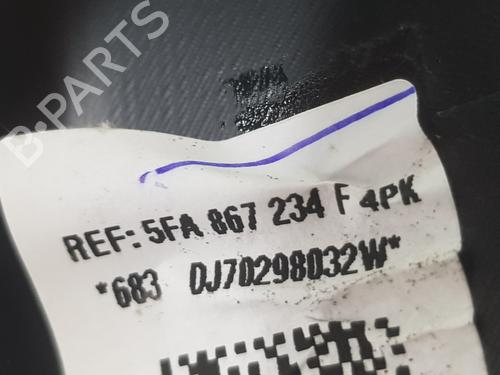 B-PARTS
REF: 5FA 867 234 F 4PK
*683 DJ70298032W*